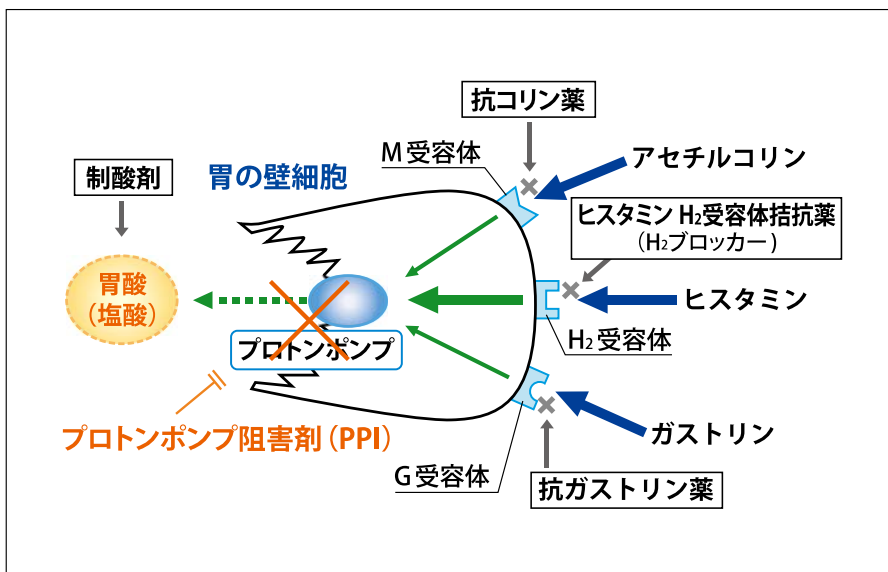 抗コリン薬
M受容体
アセチルコリン
胃の壁細胞
制酸剤
ヒスタミン H₂受容体拮抗薬
(H₂ブロッカー)
胃酸
(塩酸)
ヒスタミン
プロトンポンプ
H₂受容体
プロトンポンプ阻害剤(PPI)
ガストリン
G受容体
抗ガストリン薬